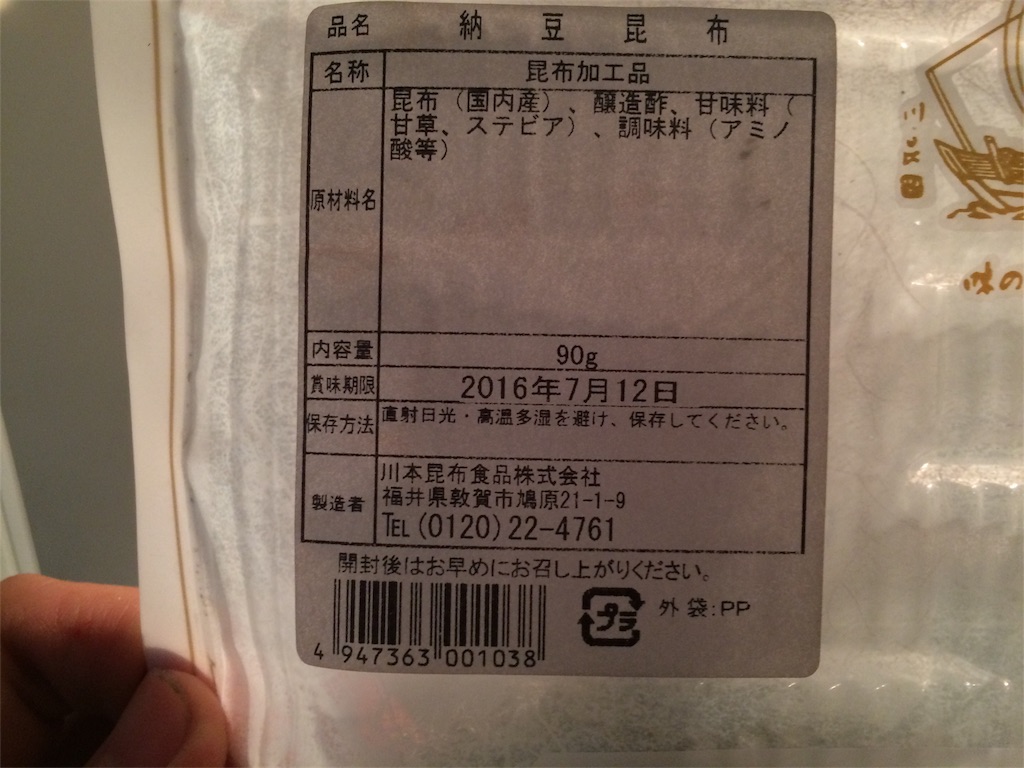 品名 納豆昆布
名称 昆布加工品
原材料名 昆布（国内産）、醸造酢、甘味料（
甘草、ステビア）、調味料（アミノ
酸等）
内容量 90g
賞味期限 2016年7月12日
保存方法 直射日光・高温多湿を避け、保存してください。
製造者 川本昆布食品株式会社
福井県敦賀市鳩原21-1-9
TEL (0120) 22-4761
開封後はお早めにお召し上がりください。
プラ 外袋:PP
4 947363 001038
味の